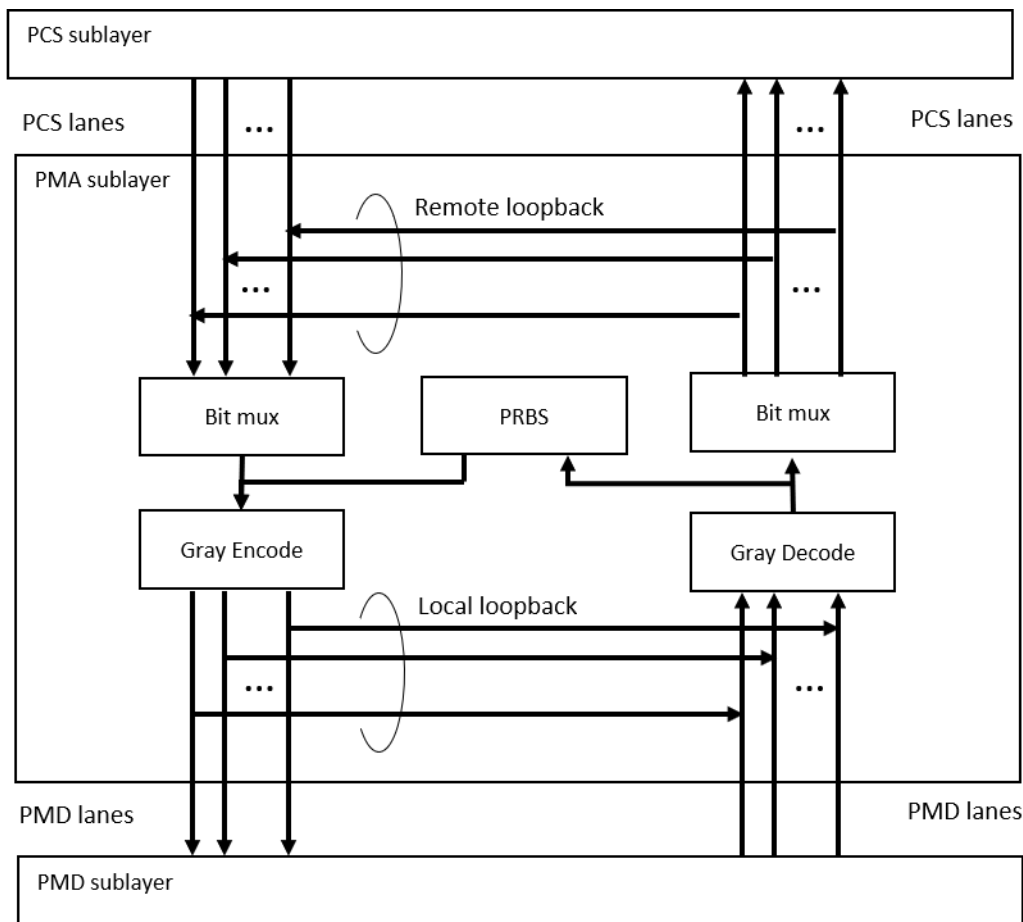 PCS sublayer
PCS lanes
...
...
PCS lanes
PMA sublayer
Remote loopback
...
...
Bit mux
PRBS
Bit mux
Gray Encode
Gray Decode
Local loopback
...
...
PMD lanes
PMD lanes
PMD sublayer